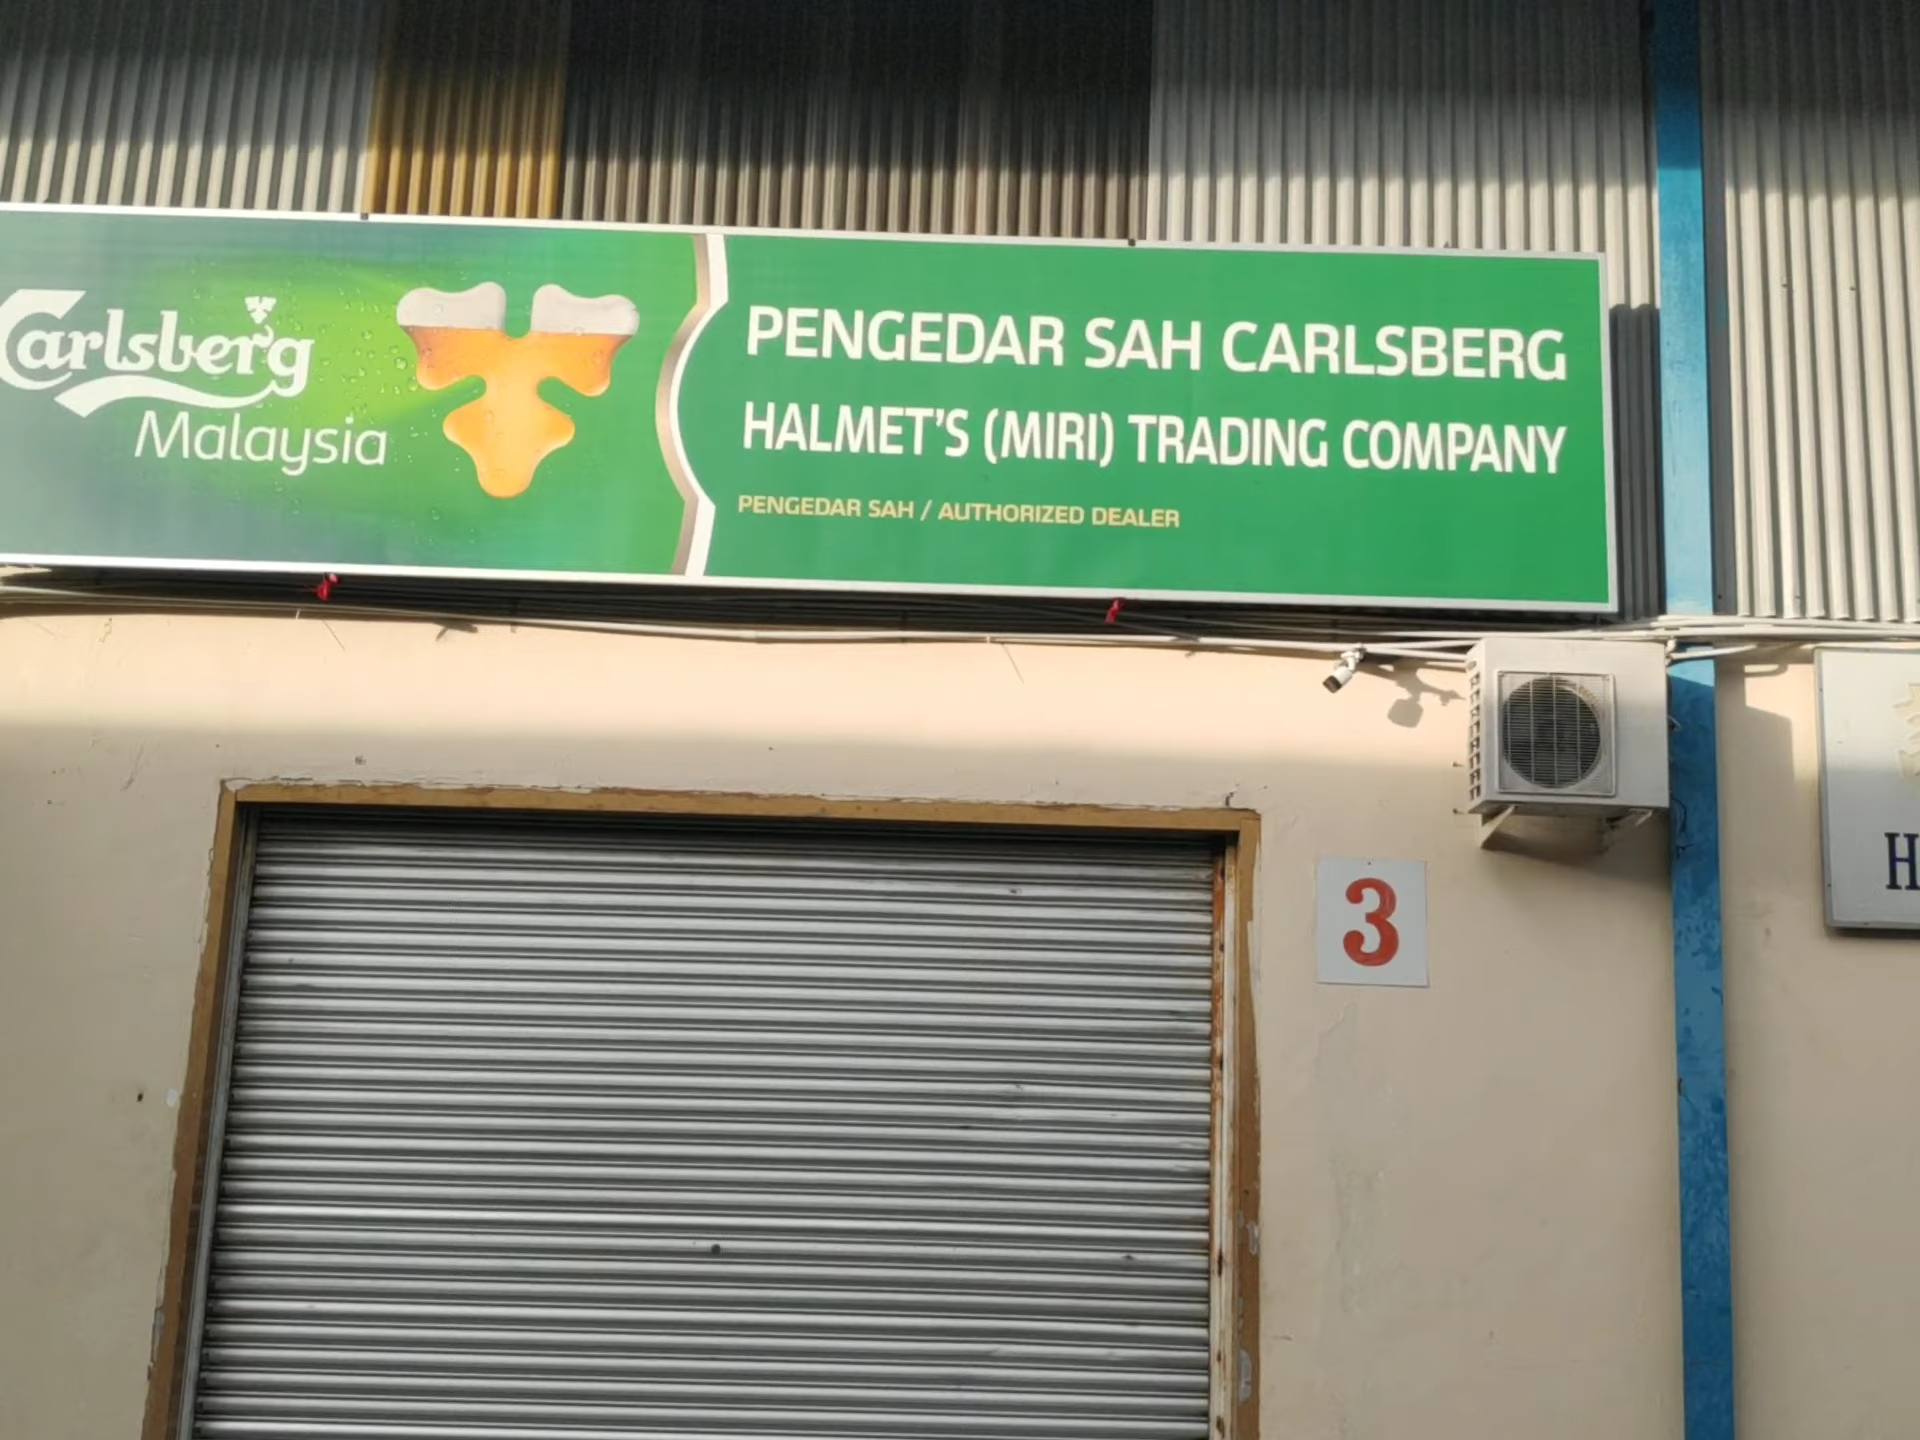 Carlsberg
Malaysia
PENGEDAR SAH CARLSBERG
HALMET'S (MIRI) TRADING COMPANY
PENGEDAR SAH / AUTHORIZED DEALER
3
H